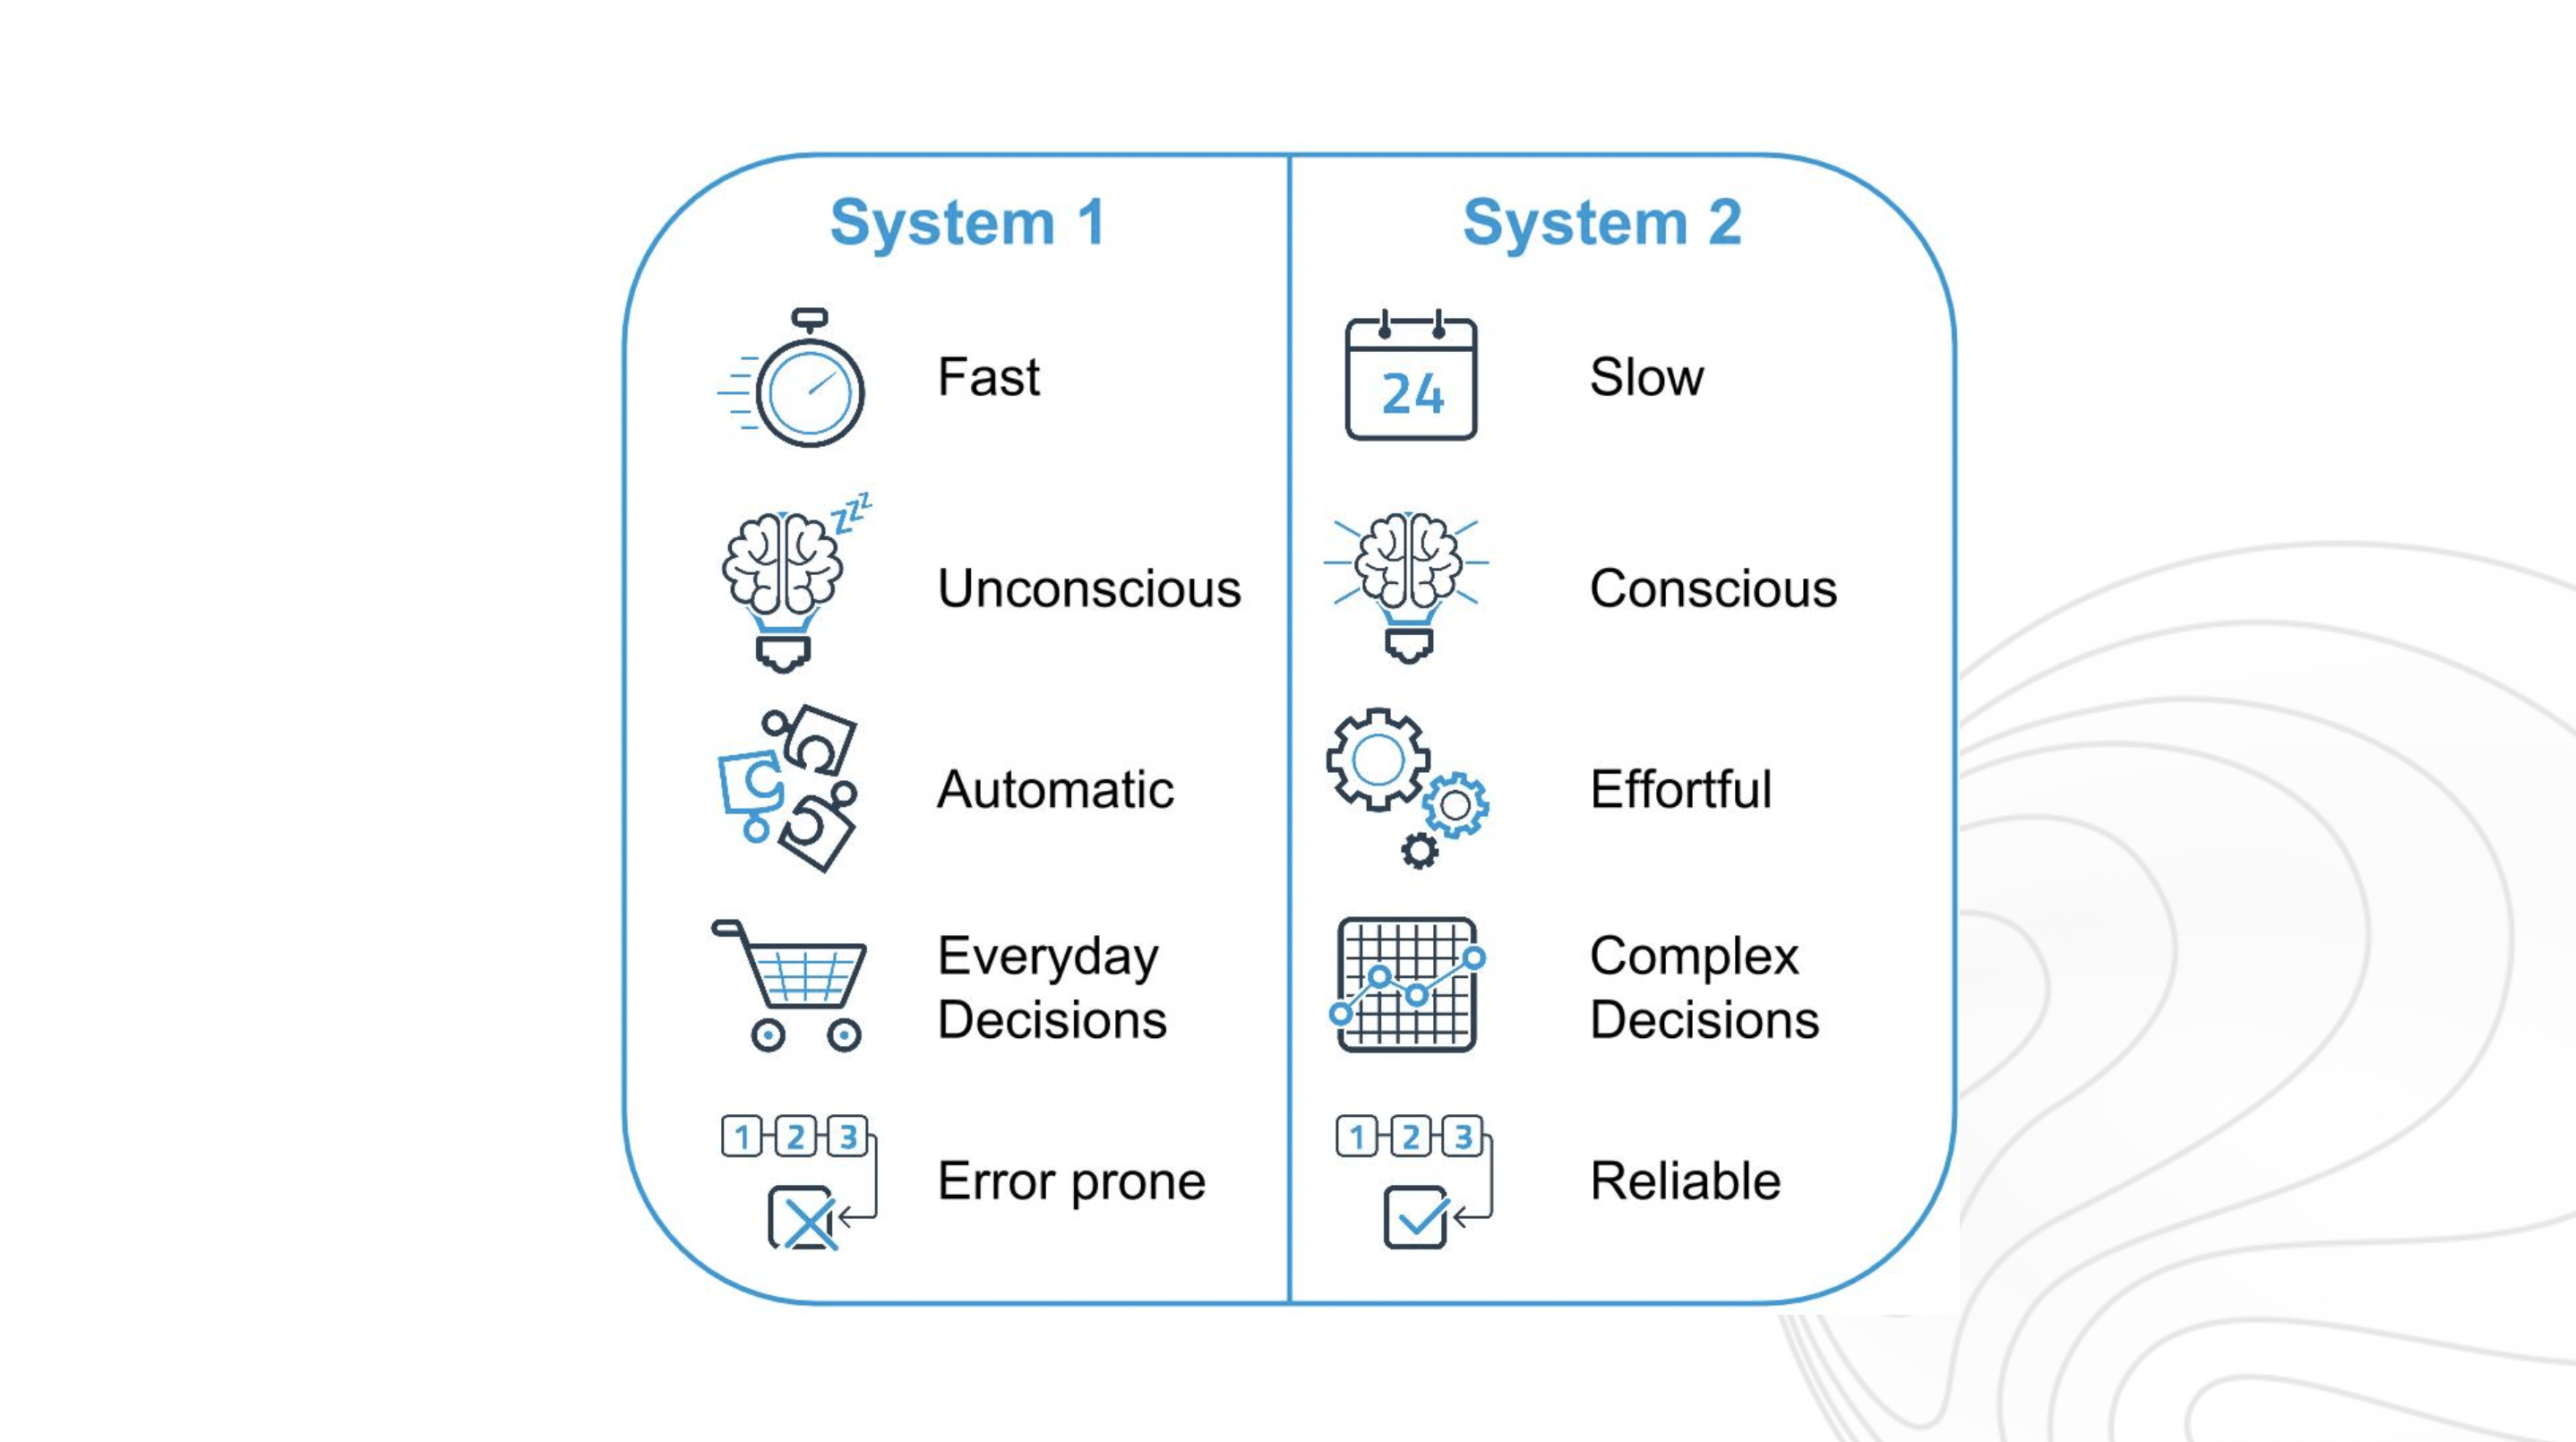 System 1
Fast
zzz
Unconscious
Automatic
Everyday
Decisions
1 2 3
Error prone
System 2
24
Slow
Conscious
Effortful
Complex
Decisions
1 2 3
Reliable